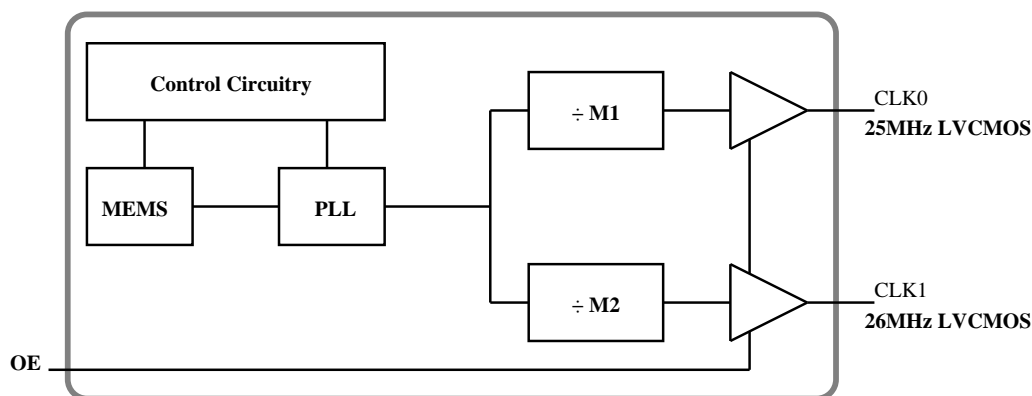 Control Circuitry
MEMS
PLL
÷ M1
÷ M2
CLK0
25MHz LVCMOS
CLK1
26MHz LVCMOS
OE